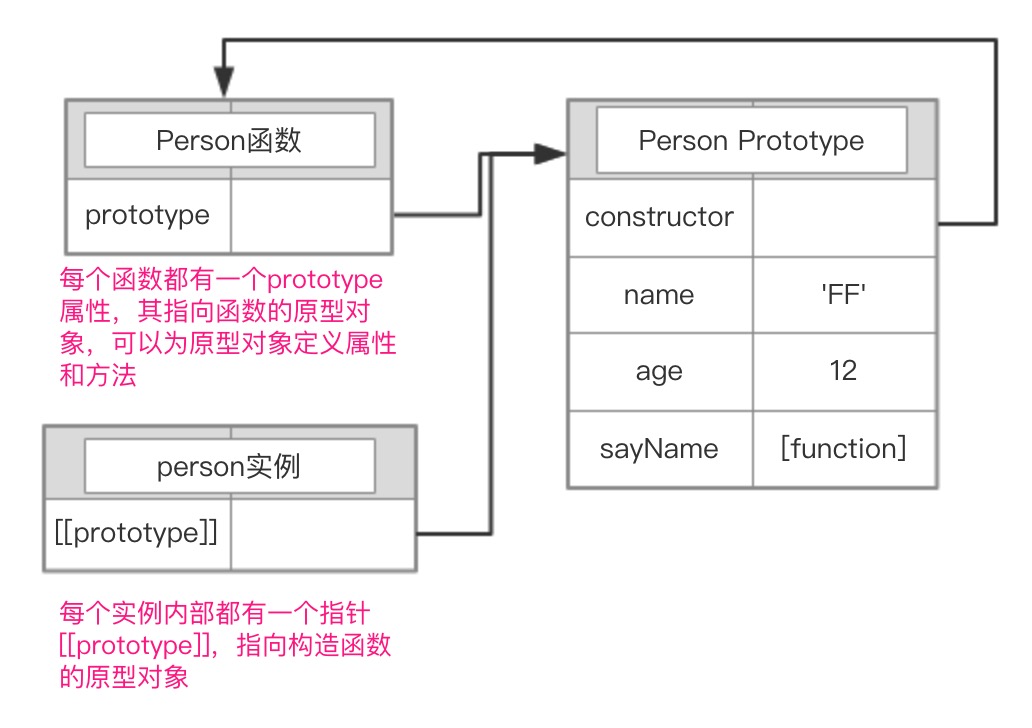 Person函数
prototype
每个函数都有一个prototype
属性，其指向函数的原型对
象，可以为原型对象定义属性
和方法
person实例
[[prototype]]
每个实例内部都有一个指针
[[prototype]]，指向构造函数
的原型对象
Person Prototype
constructor
name 'FF'
age 12
sayName [function]